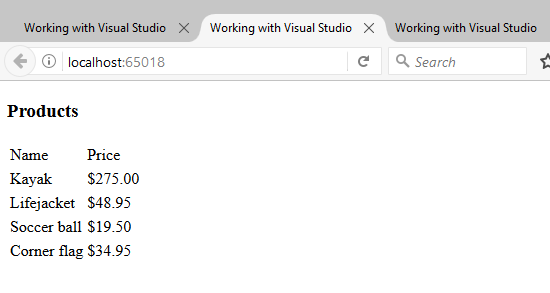 Working with Visual Studio Working with Visual Studio Working with Visual Studio
localhost:65018 Search
Products
Name Price
Kayak $275.00
Lifejacket $48.95
Soccer ball $19.50
Corner flag $34.95